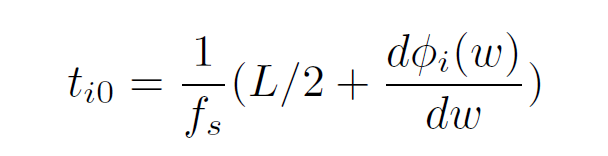 t_{i0} = \frac{1}{f_s}(L/2 + \frac{d\phi_i(w)}{dw})